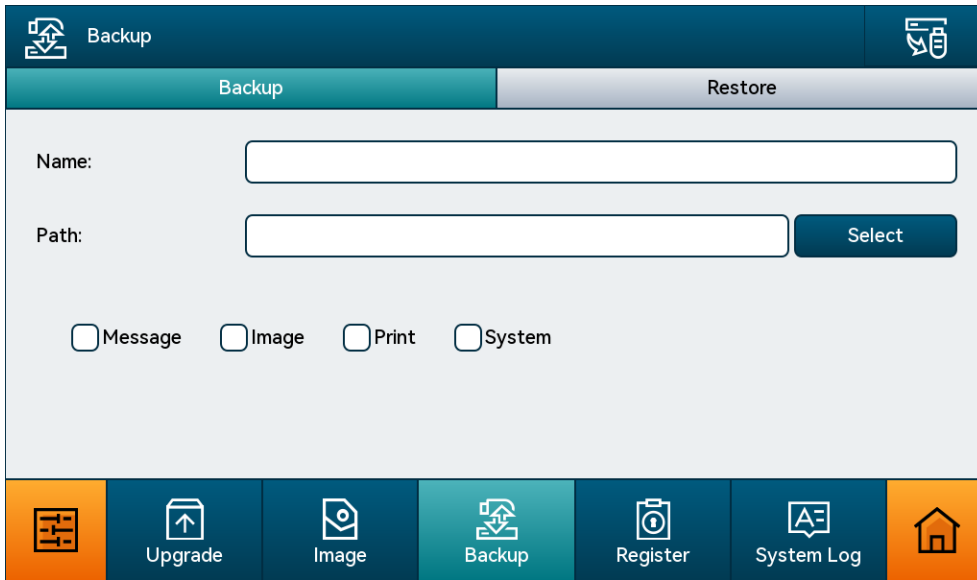 Backup
Backup Restore
Name:
Path: Select
Message Image Print System
Upgrade Image Backup Register System Log